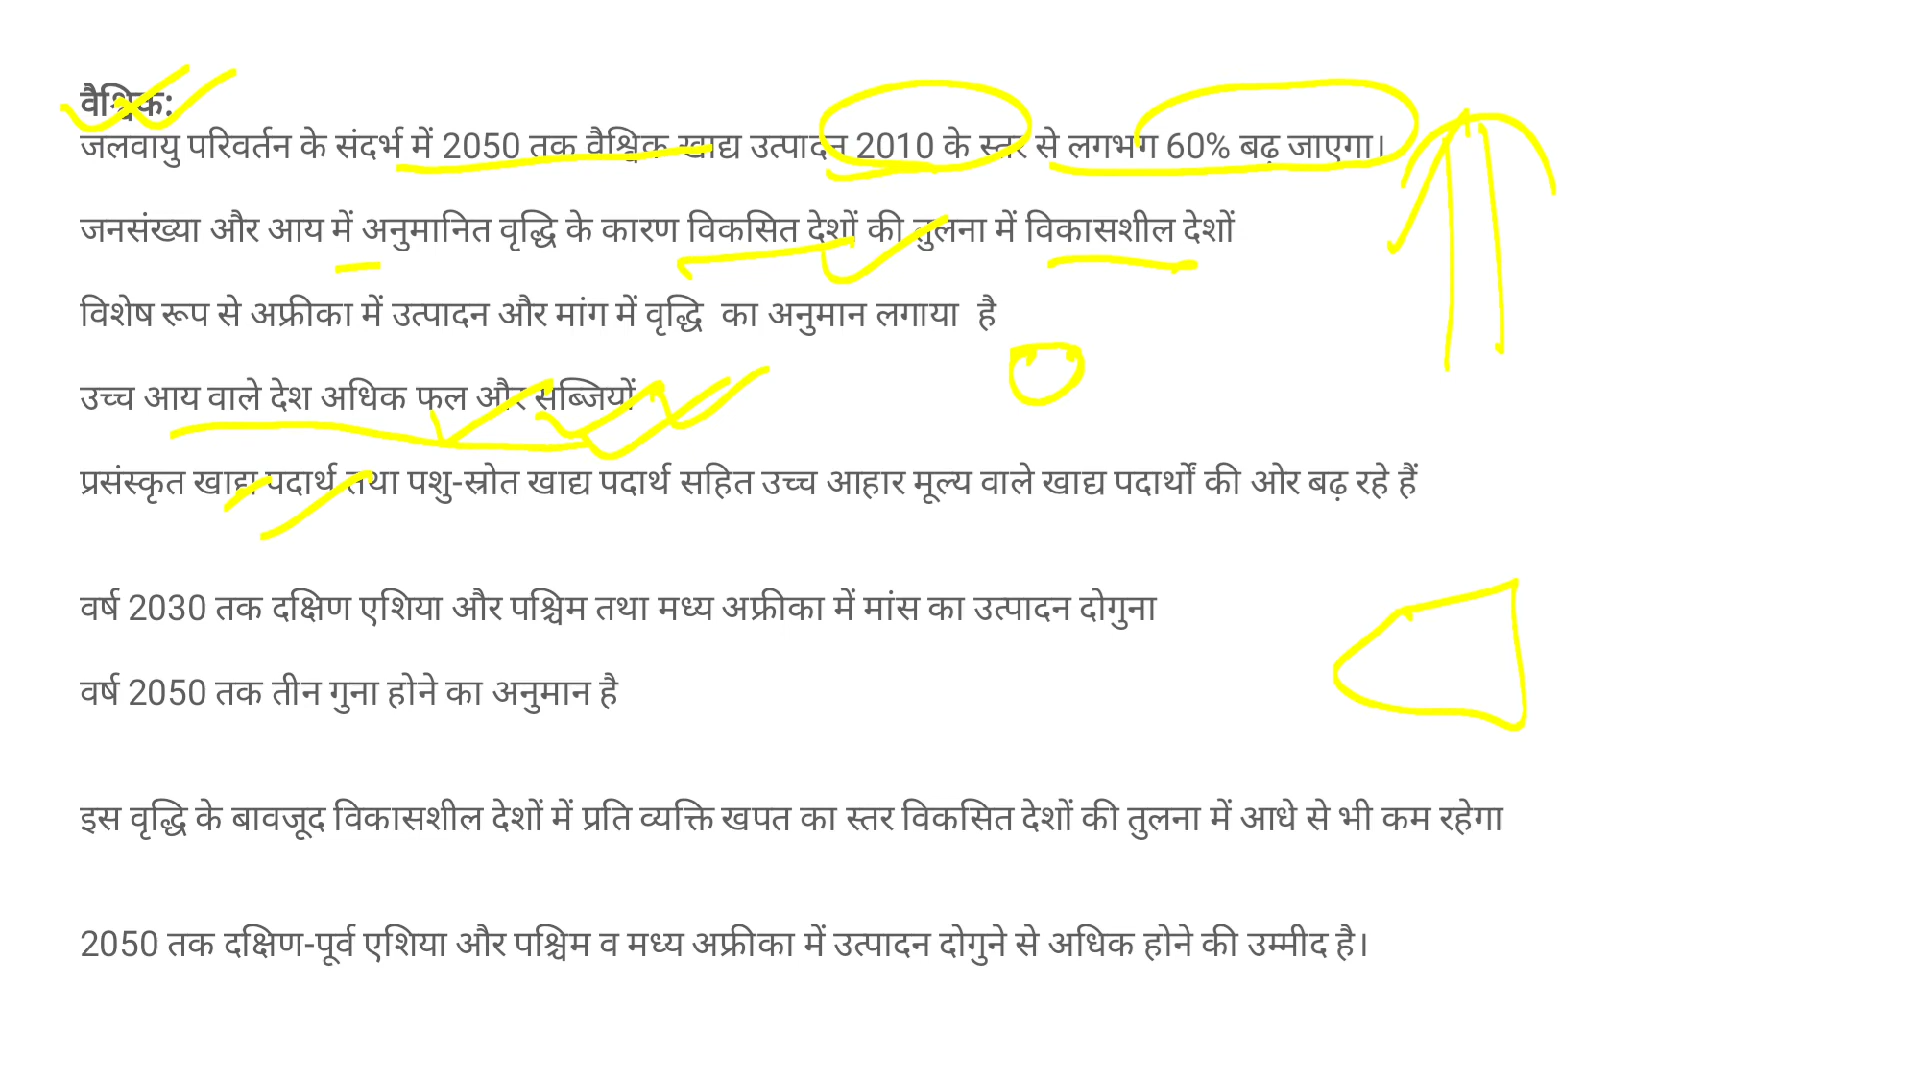 वैश्विक:
जलवायु परिवर्तन के संदर्भ में 2050 तक वैश्विक खाद्य उत्पादन 2010 के स्तर से लगभग 60% बढ़ जाएगा।
जनसंख्या और आय में अनुमानित वृद्धि के कारण विकसित देशों की तुलना में विकासशील देशों
विशेष रूप से अफ्रीका में उत्पादन और मांग में वृद्धि का अनुमान लगाया है
उच्च आय वाले देश अधिक फल और सब्जियों
प्रसंस्कृत खाद्य पदार्थ तथा पशु-स्रोत खाद्य पदार्थ सहित उच्च आहार मूल्य वाले खाद्य पदार्थों की ओर बढ़ रहे हैं
वर्ष 2030 तक दक्षिण एशिया और पश्चिम तथा मध्य अफ्रीका में मांस का उत्पादन दोगुना
वर्ष 2050 तक तीन गुना होने का अनुमान है
इस वृद्धि के बावजूद विकासशील देशों में प्रति व्यक्ति खपत का स्तर विकसित देशों की तुलना में आधे से भी कम रहेगा
2050 तक दक्षिण-पूर्व एशिया और पश्चिम व मध्य अफ्रीका में उत्पादन दोगुने से अधिक होने की उम्मीद है।